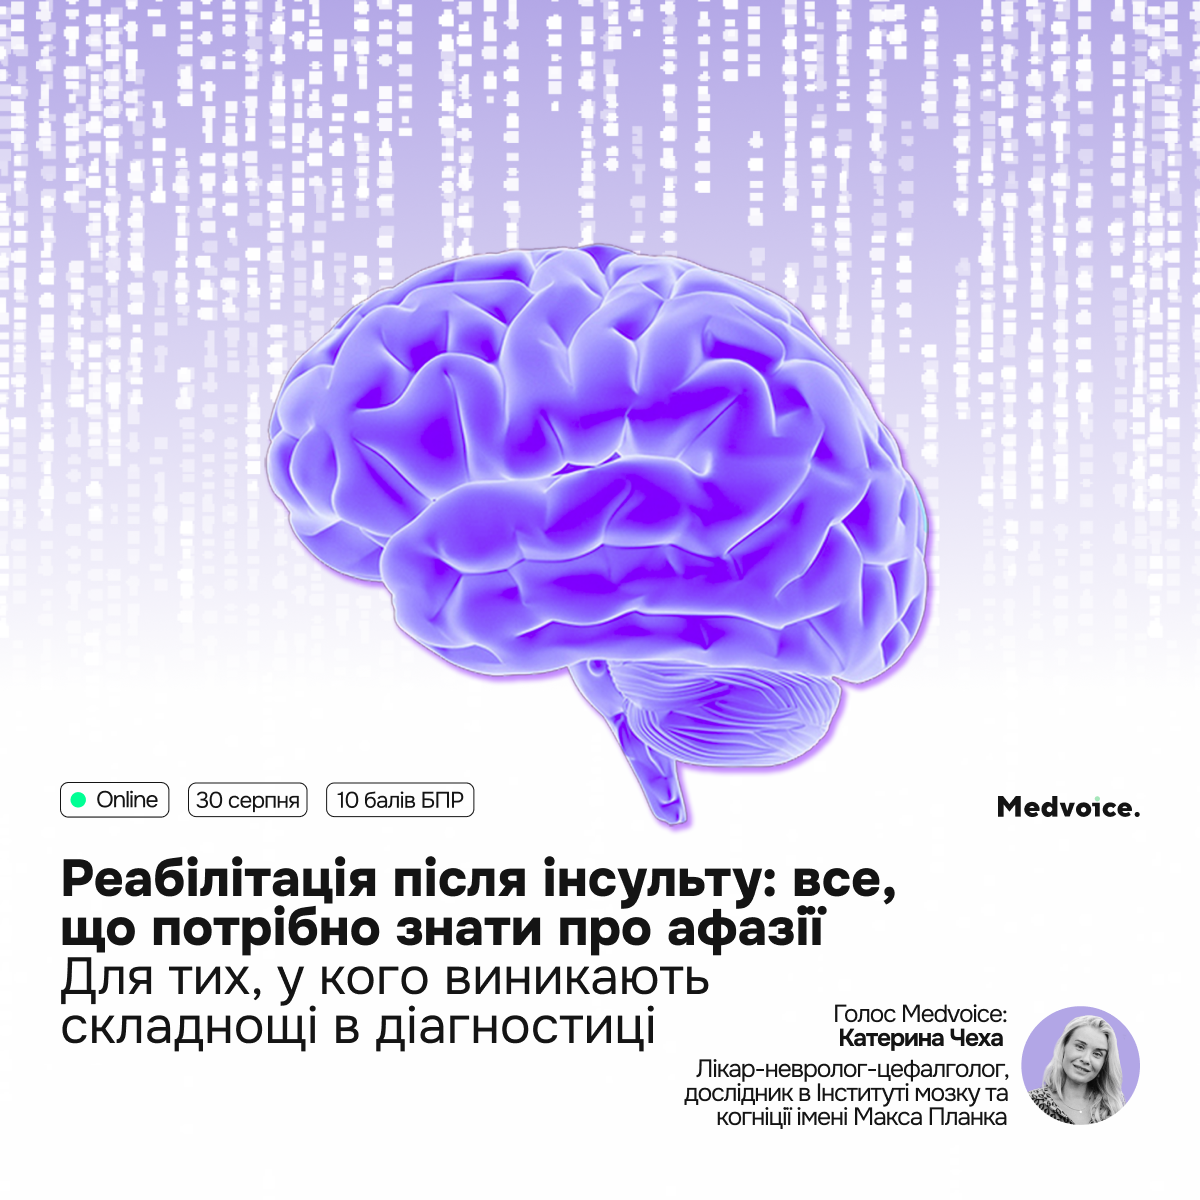 Online
30 серпня
10 балів БПР
Medvoice.
Реабілітація після інсульту: все,
що потрібно знати про афазії
Для тих, у кого виникають
складнощі в діагностиці
Голос Medvoice:
Катерина Чеха
Лікар-невролог-цефалголог,
дослідник в Інституті мозку та
когніції імені Макса Планка